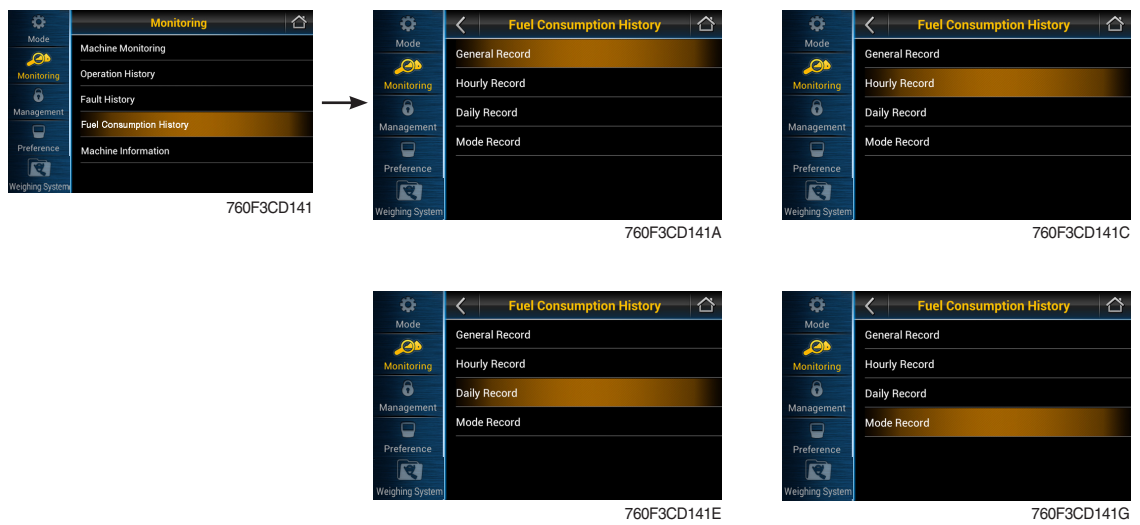 Monitoring
Mode
Monitoring
Management
Preference
Weighing System
Machine Monitoring
Operation History
Fault History
Fuel Consumption History
Machine Information
760F3CD141
Fuel Consumption History
Mode
Monitoring
Management
Preference
Weighing System
General Record
Hourly Record
Daily Record
Mode Record
760F3CD141A
Fuel Consumption History
Mode
Monitoring
Management
Preference
Weighing System
General Record
Hourly Record
Daily Record
Mode Record
760F3CD141C
Fuel Consumption History
Mode
Monitoring
Management
Preference
Weighing System
General Record
Hourly Record
Daily Record
Mode Record
760F3CD141E
Fuel Consumption History
Mode
Monitoring
Management
Preference
Weighing System
General Record
Hourly Record
Daily Record
Mode Record
760F3CD141G